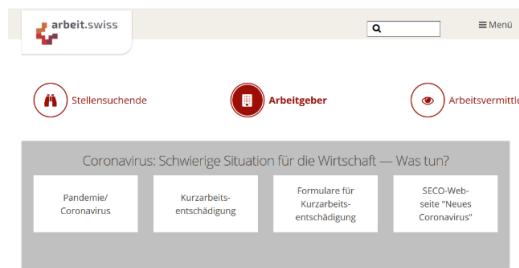 arbeit.swiss
Menü
Stellensuchende
Arbeitgeber
Arbeitsvermittle
Coronavirus: Schwierige Situation für die Wirtschaft — Was tun?
Pandemie/
Coronavirus
Kurzarbeits-
entschädigung
Formulare für
Kurzarbeits-
entschädigung
SECO-Web-
seite "Neues
Coronavirus"